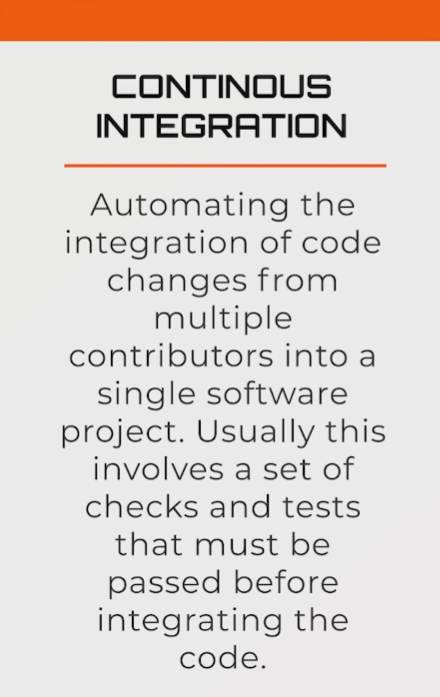 CONTINOUS
INTEGRATION
Automating the
integration of code
changes from
multiple
contributors into a
single software
project. Usually this
involves a set of
checks and tests
that must be
passed before
integrating the
code.